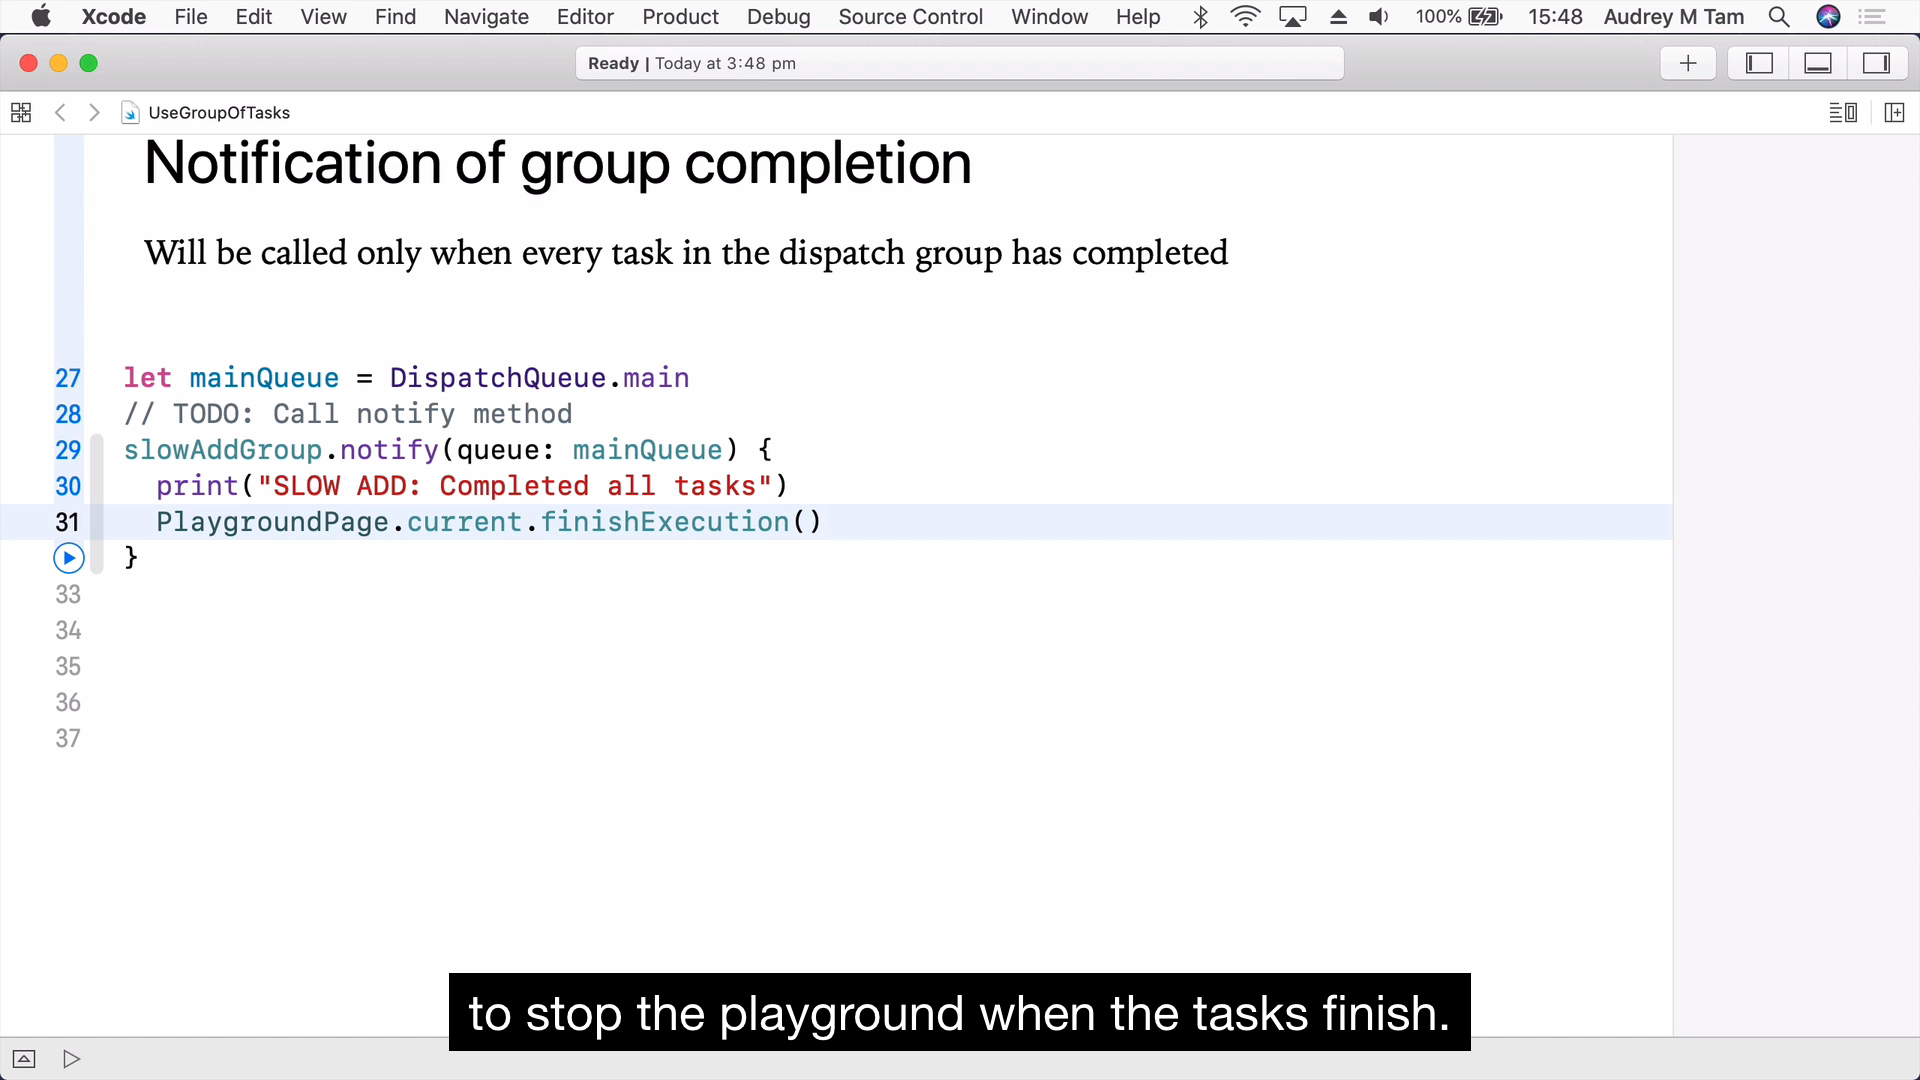 Xcode File Edit View Find Navigate Editor Product Debug Source Control Window Help 100% 15:48 Audrey M Tam
Ready | Today at 3:48 pm
UseGroupOfTasks
Notification of group completion
Will be called only when every task in the dispatch group has completed
27 let mainQueue = DispatchQueue.main
28 // TODO: Call notify method
29 slowAddGroup.notify(queue: mainQueue) {
30 print("SLOW ADD: Completed all tasks")
31 PlaygroundPage.current.finishExecution()
}
33
34
35
36
37
to stop the playground when the tasks finish.